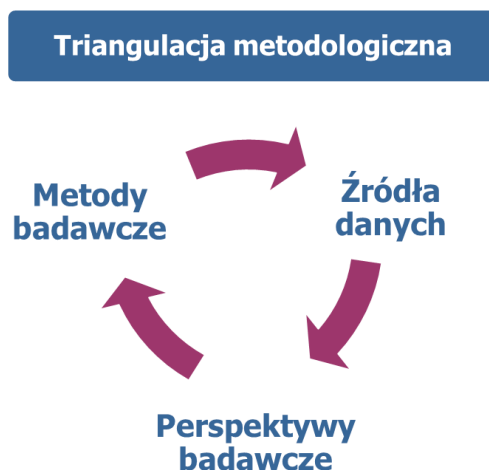 Triangulacja metodologiczna
Metody
badawcze
Źródła
danych
Perspektywy
badawcze